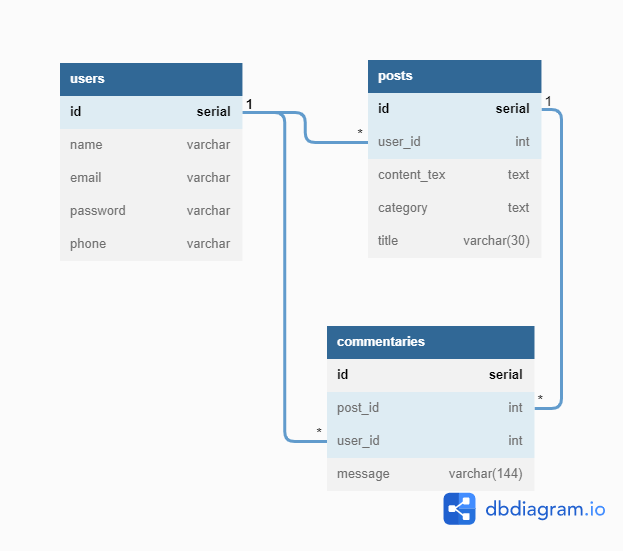 users
id serial
name varchar
email varchar
password varchar
phone varchar
1
*
posts
id serial
user_id int
content_tex text
category text
title varchar(30)
1
commentaries
id serial
post_id int
user_id int
message varchar(144)
*
*
dbdiagram.io